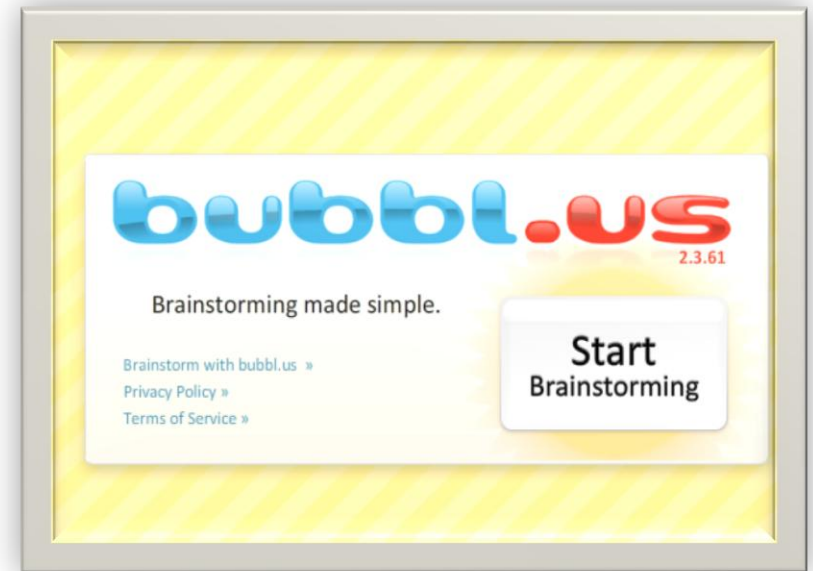 bubbl.us
2.3.61
Brainstorming made simple.
Start
Brainstorming
Brainstorm with bubbl.us »
Privacy Policy »
Terms of Service »